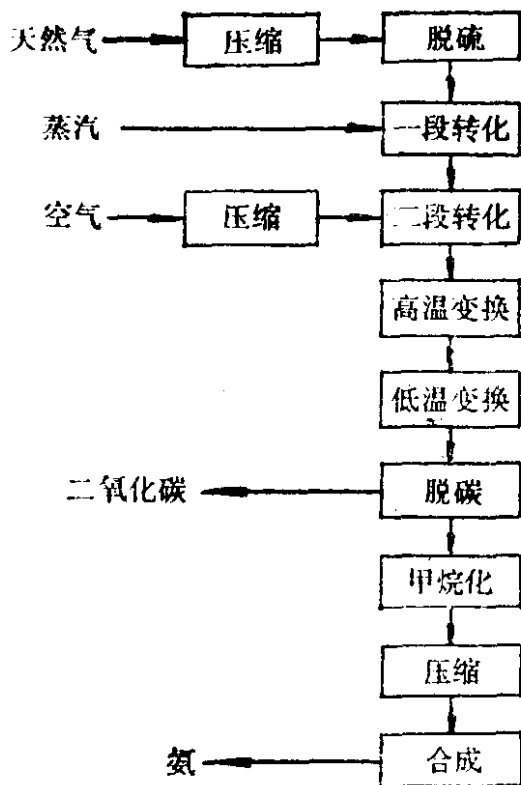 天然气 压缩 脱硫
蒸汽 一段转化
空气 压缩 二段转化
高温变换
低温变换
二氧化碳 脱碳
甲烷化
压缩
氨 合成